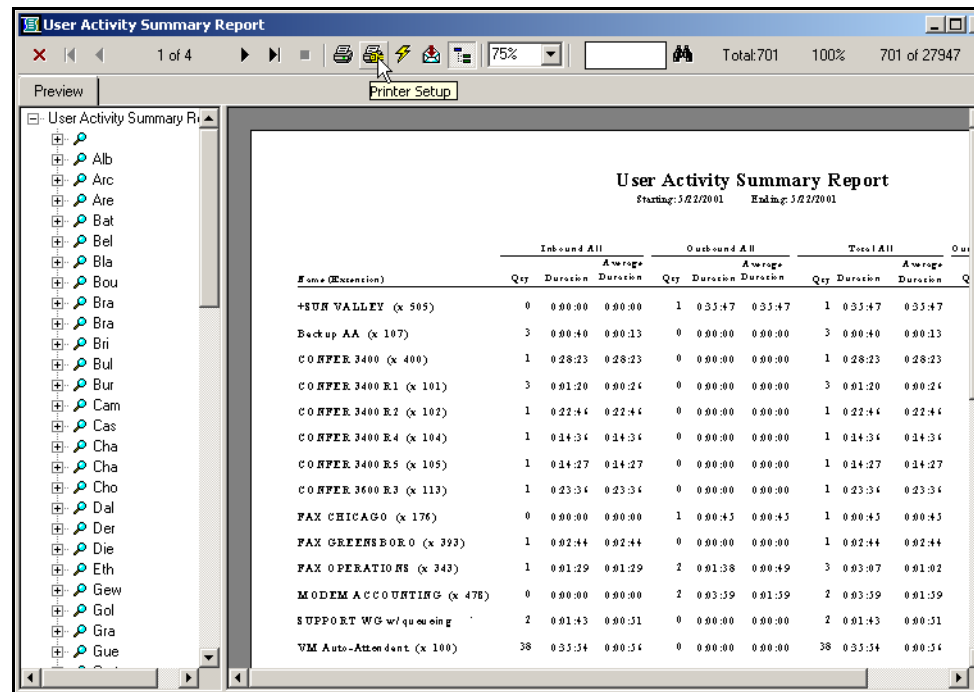 User Activity Summary Report
1 of 4
75%
Total:701 100% 701 of 27947
Preview
Printer Setup
User Activity Summary R
Alb
Arc
Are
Bat
Bel
Bla
Bou
Bra
Bra
Bri
Bul
Bur
Cam
Cas
Cha
Cha
Cho
Dal
Der
Die
Eth
Gew
Gol
Gra
Gue
User Activity Summary Report
Starting: 5/22/2001 Ending: 5/22/2001
Inbound All Outbound All Total All Ou
Average Average Average
Name (Extension) Qty Duration Duration Qty Duration Duration Qty Duration Duration Q
+SUN VALLEY (x 505) 0 0:00:00 0:00:00 1 0:35:47 0:35:47 1 0:35:47 0:35:47
Backup AA (x 107) 3 0:00:40 0:00:13 0 0:00:00 0:00:00 3 0:00:40 0:00:13
CONFER 3400 (x 400) 1 0:28:23 0:28:23 0 0:00:00 0:00:00 1 0:28:23 0:28:23
CONFER 3400 R1 (x 101) 3 0:01:20 0:00:26 0 0:00:00 0:00:00 3 0:01:20 0:00:26
CONFER 3400 R2 (x 102) 1 0:22:46 0:22:46 0 0:00:00 0:00:00 1 0:22:46 0:22:46
CONFER 3400 R4 (x 104) 1 0:14:36 0:14:36 0 0:00:00 0:00:00 1 0:14:36 0:14:36
CONFER 3400 R5 (x 105) 1 0:14:27 0:14:27 0 0:00:00 0:00:00 1 0:14:27 0:14:27
CONFER 3600 R3 (x 113) 1 0:23:36 0:23:36 0 0:00:00 0:00:00 1 0:23:36 0:23:36
FAX CHICAGO (x 176) 0 0:00:00 0:00:00 1 0:00:45 0:00:45 1 0:00:45 0:00:45
FAX GREENSBORO (x 393) 1 0:02:44 0:02:44 0 0:00:00 0:00:00 1 0:02:44 0:02:44
FAX OPERATIONS (x 343) 1 0:01:29 0:01:29 2 0:01:38 0:00:49 3 0:03:07 0:01:02
MODEM ACCOUNTING (x 478) 0 0:00:00 0:00:00 2 0:03:59 0:01:59 2 0:03:59 0:01:59
SUPPORT WG w/ queueing 2 0:01:43 0:00:51 0 0:00:00 0:00:00 2 0:01:43 0:00:51
VM Auto-Attendant (x 100) 38 0:35:54 0:00:56 0 0:00:00 0:00:00 38 0:35:54 0:00:56